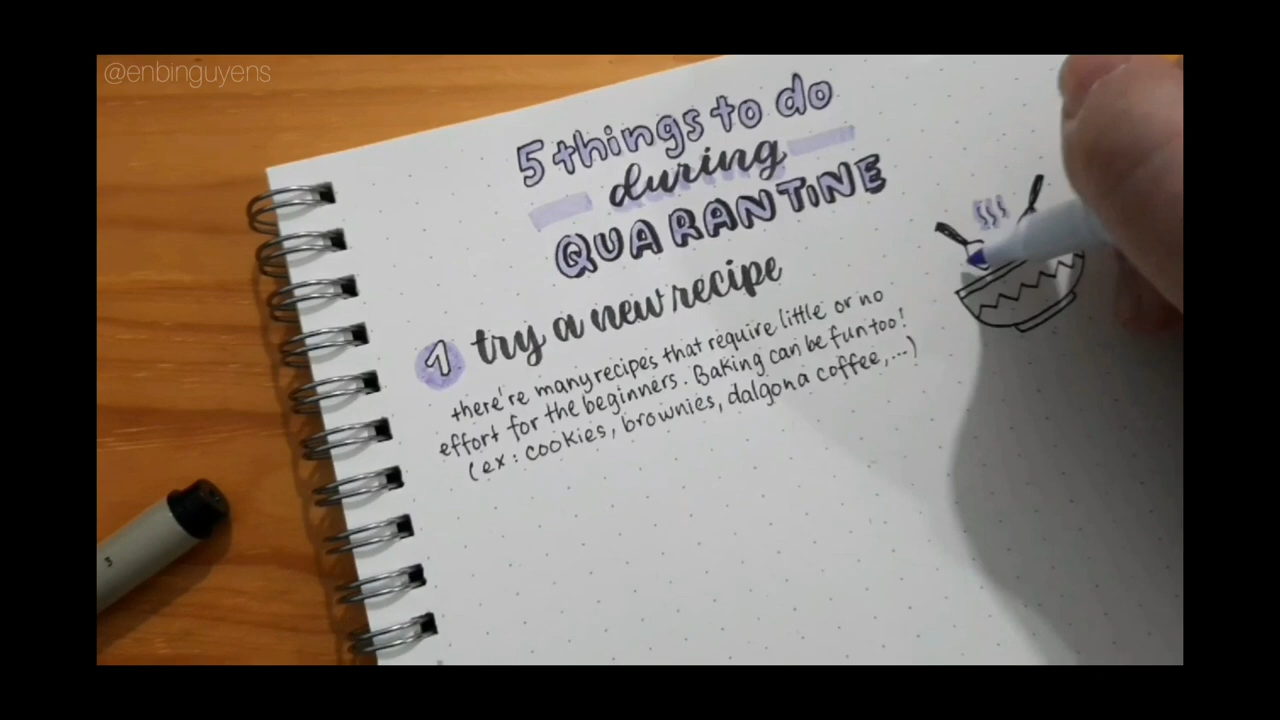 @enbinguyens
5 things to do
during
QUARANTINE
1 try a new recipe
there're many recipes that require little or no
effort for the beginners. Baking can be fun too!
(ex: cookies, brownies, dalgona coffee,...)
3